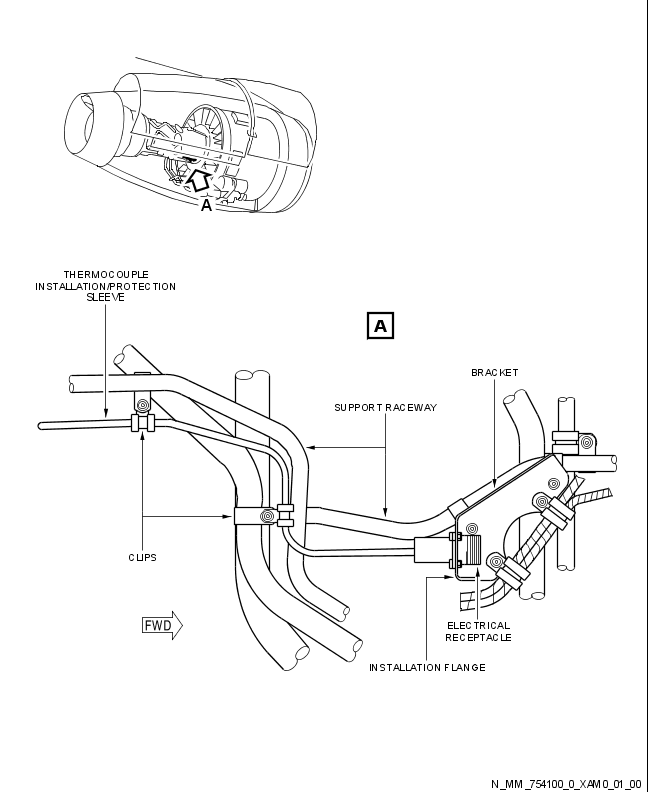 A
THERMOCOUPLE
INSTALLATION/PROTECTION
SLEEVE
A
BRACKET
SUPPORT RACEWAY
CLIPS
FWD
ELECTRICAL
RECEPTACLE
INSTALLATION FLANGE
N_MM_754100_0_XAM0_01_00